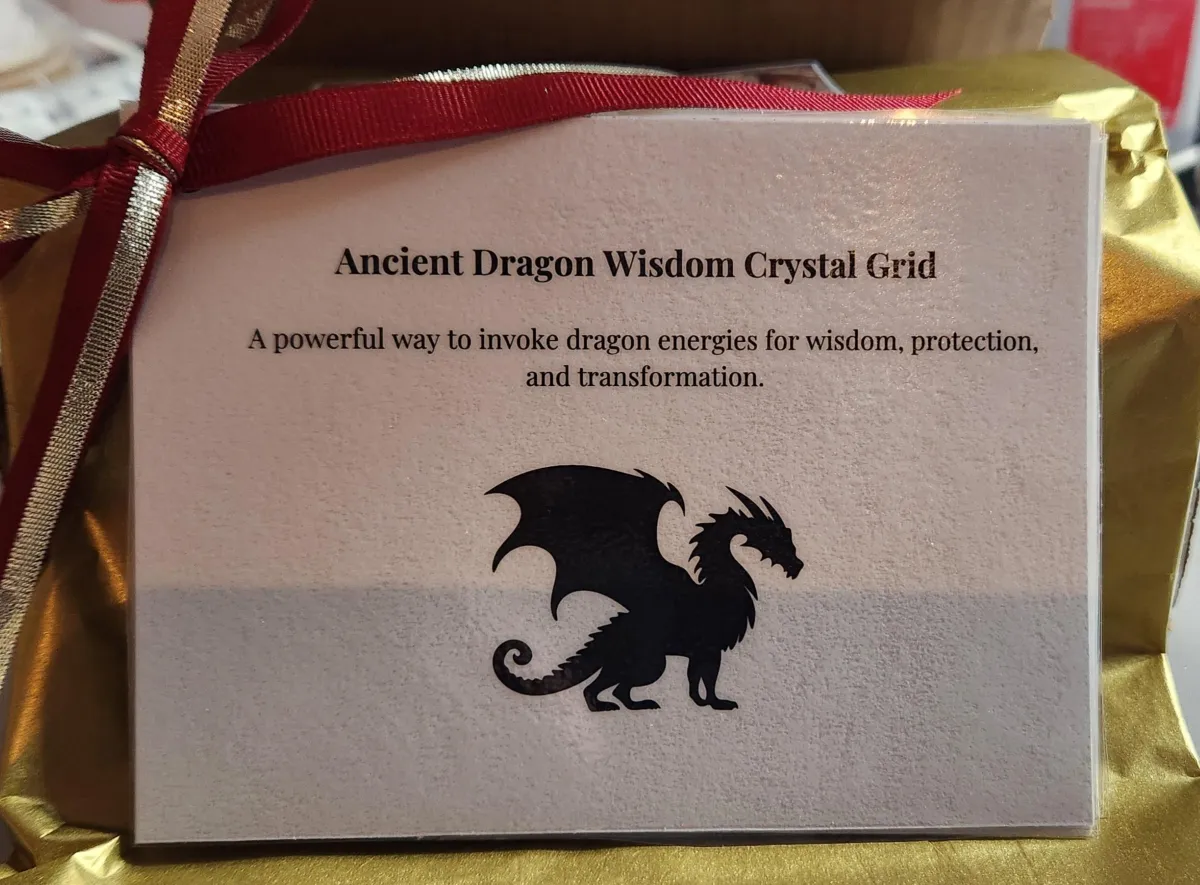 Ancient Dragon Wisdom Crystal Grid
A powerful way to invoke dragon energies for wisdom, protection,
and transformation.